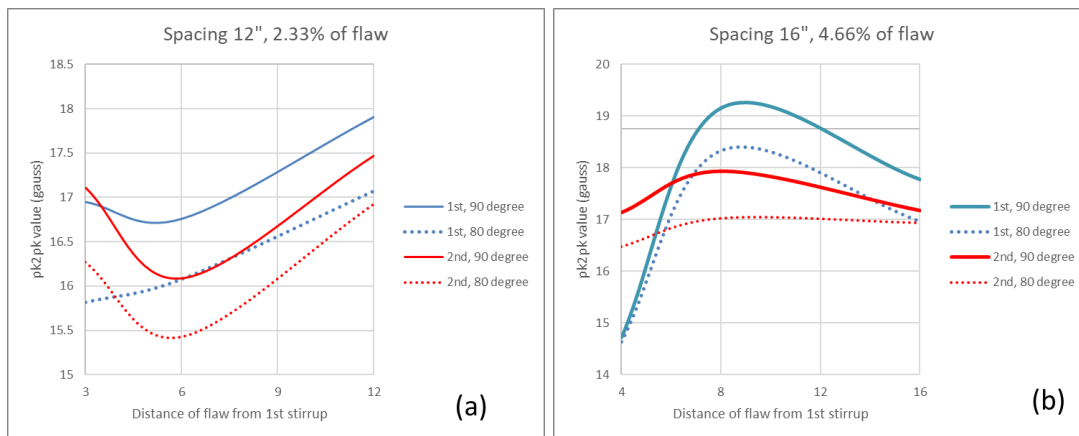 Spacing 12", 2.33% of flaw
pk2pk value (gauss)
18.5
18
17.5
17
16.5
16
15.5
15
3
6
9
12
Distance of flaw from 1st stirrup
1st, 90 degree
1st, 80 degree
2nd, 90 degree
2nd, 80 degree
(a)
Spacing 16", 4.66% of flaw
pk2pk value (gauss)
20
19
18
17
16
15
14
4
8
12
16
Distance of flaw from 1st stirrup
1st, 90 degree
1st, 80 degree
2nd, 90 degree
2nd, 80 degree
(b)